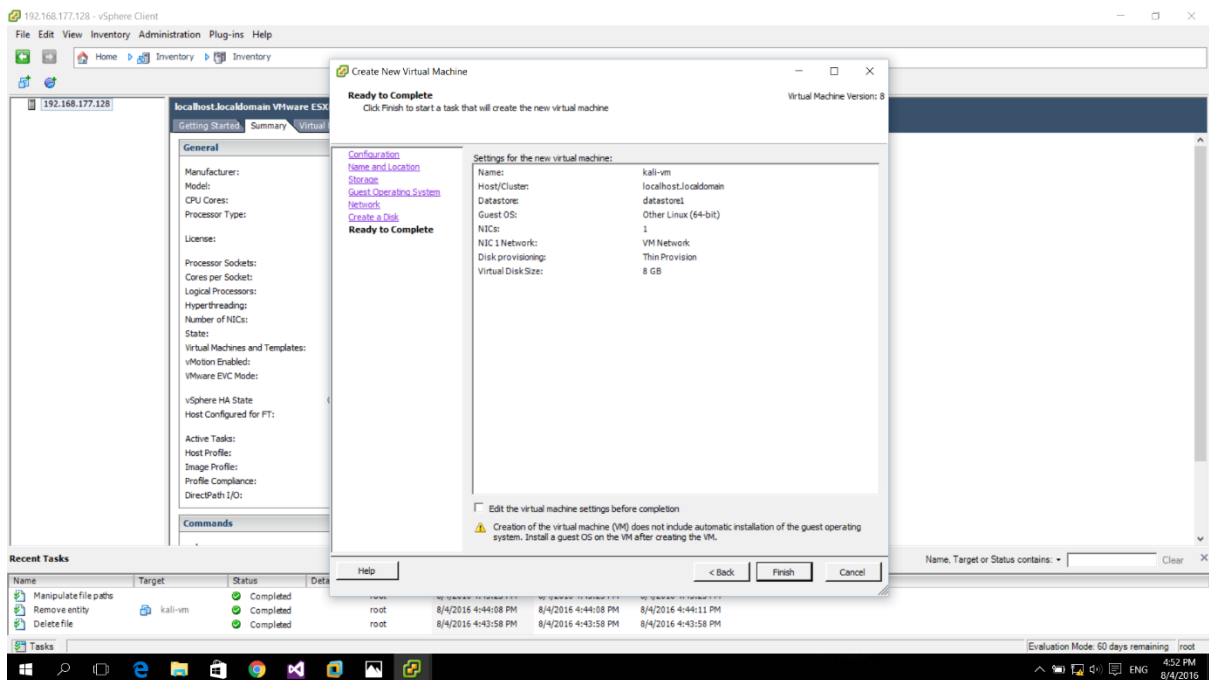 192.168.177.128 - vSphere Client
File Edit View Inventory Administration Plug-ins Help
Home Inventory Inventory
192.168.177.128
localhost.localdomain VMware ESX
Getting Started Summary Virtual
General
Manufacturer:
Model:
CPU Cores:
Processor Type:
License:
Processor Sockets:
Cores per Socket:
Logical Processors:
Hyperthreading:
Number of NICs:
State:
Virtual Machines and Templates:
vMotion Enabled:
VMware EVC Mode:
vSphere HA State
Host Configured for FT:
Active Tasks:
Host Profile:
Image Profile:
Profile Compliance:
DirectPath I/O:
Commands
Create New Virtual Machine
Ready to Complete
Click Finish to start a task that will create the new virtual machine
Virtual Machine Version: 8
Configuration
Name and Location
Storage
Guest Operating System
Network
Create a Disk
Ready to Complete
Settings for the new virtual machine:
Name: kali-vm
Host/Cluster: localhost.localdomain
Datastore: datastore1
Guest OS: Other Linux (64-bit)
NICs: 1
NIC 1 Network: VM Network
Disk provisioning: Thin Provision
Virtual Disk Size: 8 GB
Edit the virtual machine settings before completion
Creation of the virtual machine (VM) does not include automatic installation of the guest operating
system. Install a guest OS on the VM after creating the VM.
Help < Back Finish Cancel
Recent Tasks
Name, Target or Status contains: Clear
Name Target Status Deta
Manipulate file paths Completed
Remove entity kali-vm Completed root 8/4/2016 4:44:08 PM 8/4/2016 4:44:08 PM 8/4/2016 4:44:11 PM
Delete file Completed root 8/4/2016 4:43:58 PM 8/4/2016 4:43:58 PM 8/4/2016 4:43:58 PM
Tasks
Evaluation Mode: 60 days remaining root
ENG
4:52 PM
8/4/2016